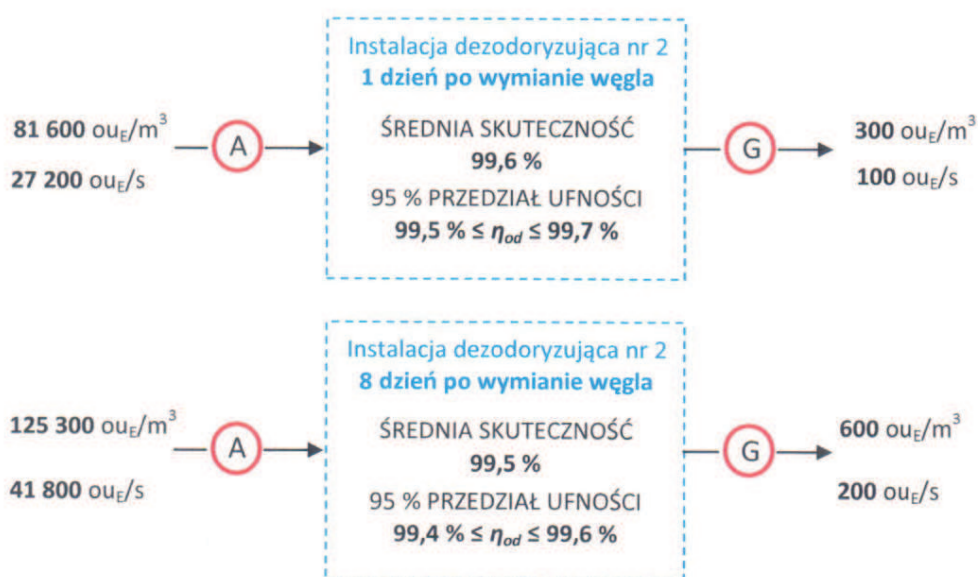 Instalacja dezodoryzująca nr 2
1 dzień po wymianie węgla
81 600 ou_E/m³
27 200 ou_E/s
A
ŚREDNIA SKUTECZNOŚĆ
99,6 %
95 % PRZEDZIAŁ UFNOŚCI
99,5 % ≤ η_od ≤ 99,7 %
G
300 ou_E/m³
100 ou_E/s
Instalacja dezodoryzująca nr 2
8 dzień po wymianie węgla
125 300 ou_E/m³
41 800 ou_E/s
A
ŚREDNIA SKUTECZNOŚĆ
99,5 %
95 % PRZEDZIAŁ UFNOŚCI
99,4 % ≤ η_od ≤ 99,6 %
G
600 ou_E/m³
200 ou_E/s